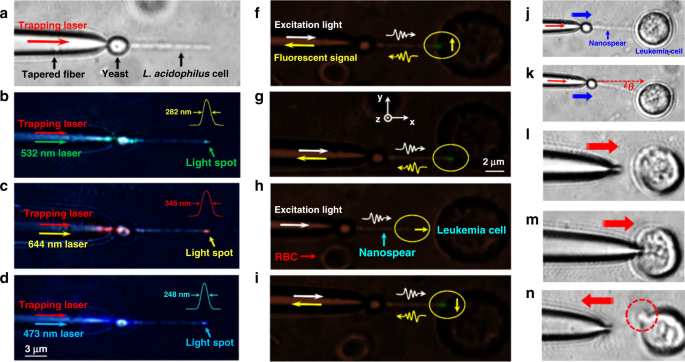 a
Trapping laser
Tapered fiber
Yeast
L. acidophilus cell
b
282 nm
Trapping laser
532 nm laser
Light spot
c
Trapping laser
345 nm
644 nm laser
Light spot
d
Trapping laser
248 nm
473 nm laser
Light spot
3 µm
f
Excitation light
Fluorescent signal
g
y
z
x
2 µm
h
Excitation light
Leukemia cell
RBC
Nanospear
i
j
Nanospear
Leukemia cell
k
θ
l
m
n